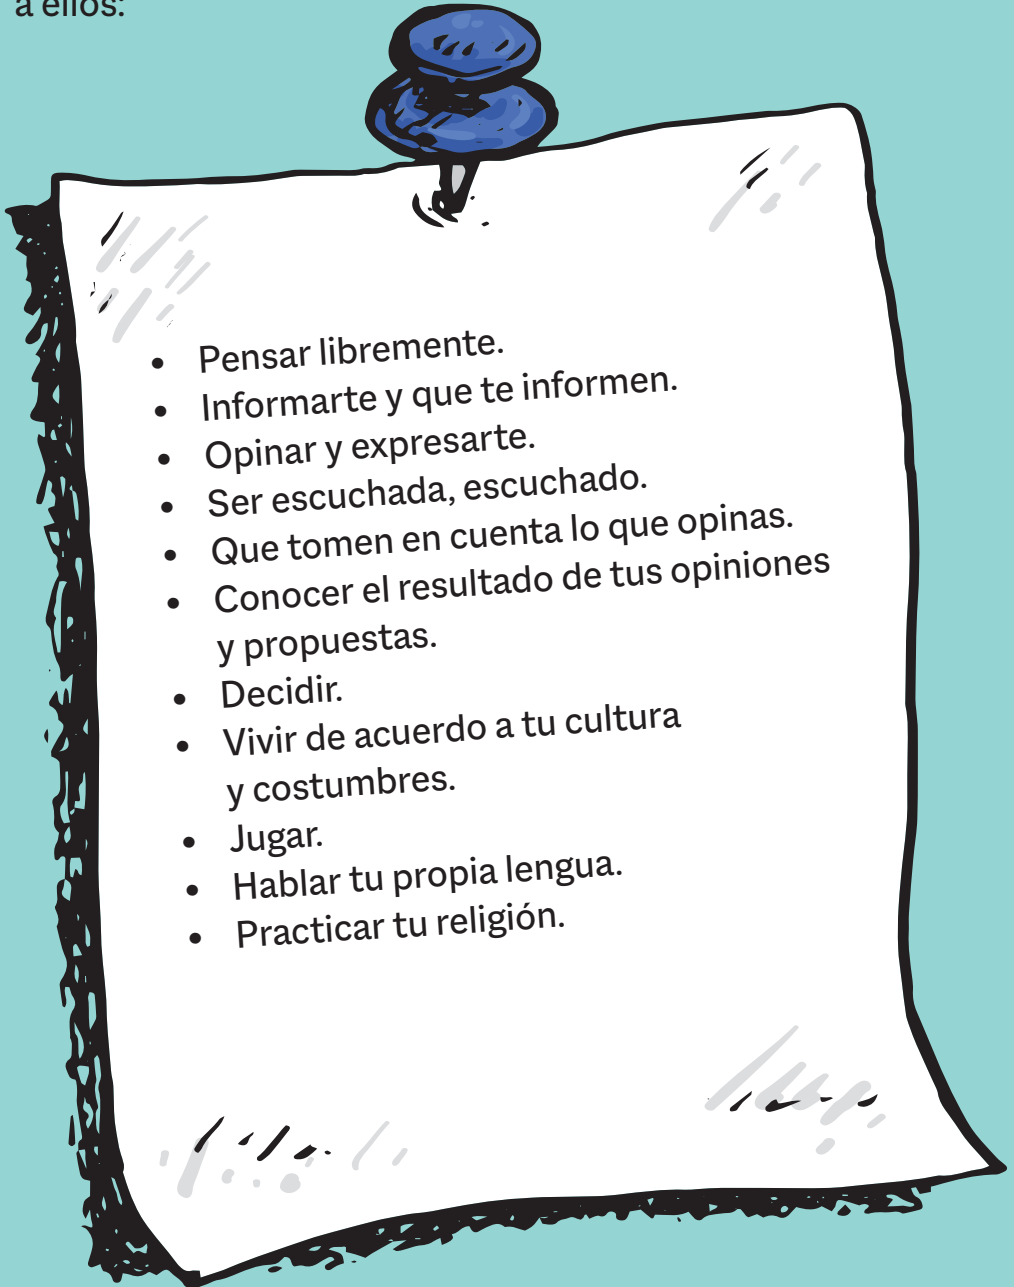 a ellos:
• Pensar libremente.
• Informarte y que te informen.
• Opinar y expresarte.
• Ser escuchada, escuchado.
• Que tomen en cuenta lo que opinas.
• Conocer el resultado de tus opiniones
y propuestas.
• Decidir.
• Vivir de acuerdo a tu cultura
y costumbres.
• Jugar.
• Hablar tu propia lengua.
• Practicar tu religión.